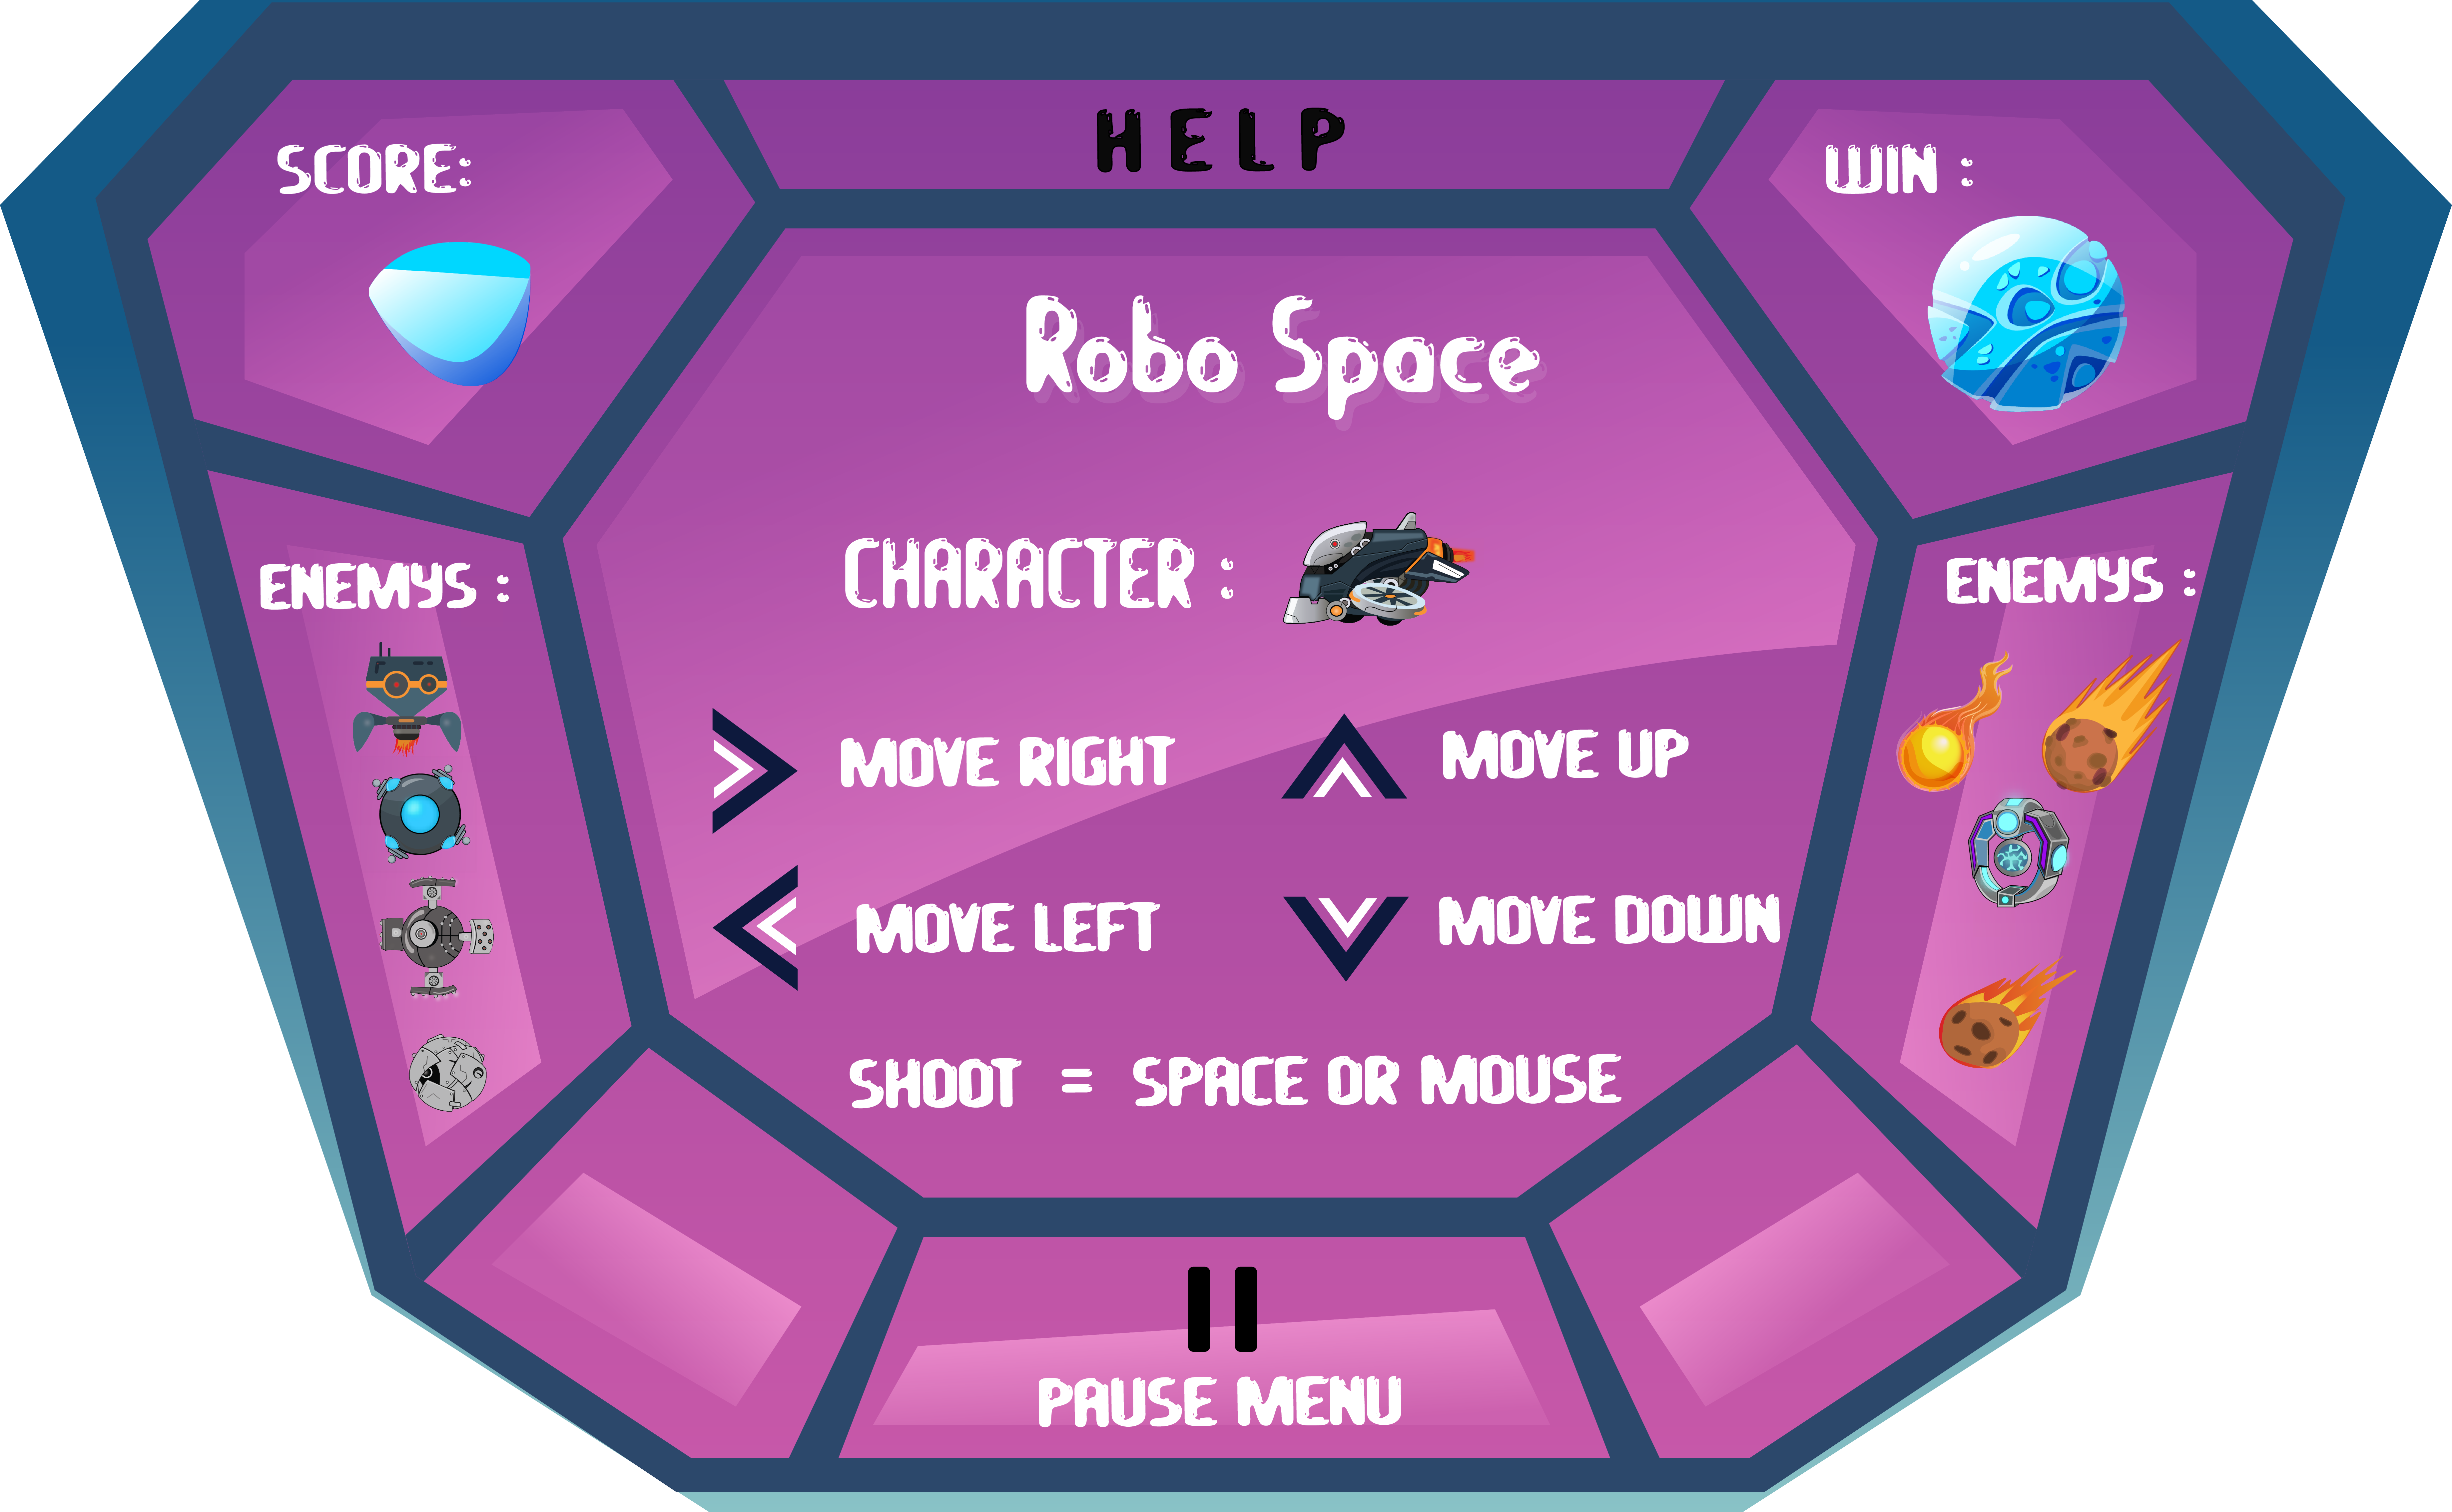 HELP
SCORE:
WIN :
Robo Space
CHARACTER :
ENEMYS :
ENEMYS :
MOVE RIGHT
MOVE UP
MOVE LEFT
MOVE DOWN
SHOOT = SPACE OR MOUSE
PAUSE MENU